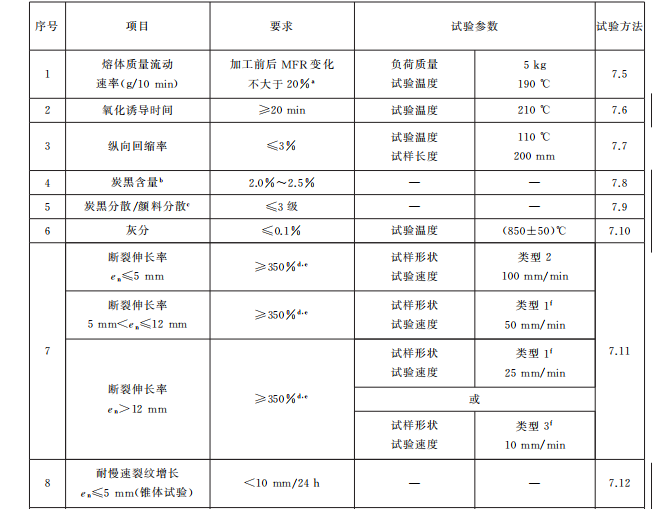 序号 项目 要求 试验参数 试验方法
1 熔体质量流动 速率(g/10 min) 加工前后 MFR 变化 不大于 20%ᵃ 负荷质量 试验温度 5 kg 190 ℃ 7.5
2 氧化诱导时间 ≥20 min 试验温度 210 ℃ 7.6
3 纵向回缩率 ≤3% 试验温度 试样长度 110 ℃ 200 mm 7.7
4 炭黑含量ᵇ 2.0%～2.5% — — 7.8
5 炭黑分散/颜料分散ᶜ ≤3 级 — — 7.9
6 灰分 ≤0.1% 试验温度 (850±50)℃ 7.10
7 断裂伸长率 eₙ≤5 mm ≥350%ᵈ·ᵉ 试样形状 试验速度 类型 2 100 mm/min 7.11
断裂伸长率 5 mm<eₙ≤12 mm ≥350%ᵈ·ᵉ 试样形状 试验速度 类型 1ᶠ 50 mm/min
断裂伸长率 eₙ>12 mm ≥350%ᵈ·ᵉ 试样形状 试验速度 类型 1ᶠ 25 mm/min
或
试样形状 试验速度 类型 3ᶠ 10 mm/min
8 耐慢速裂纹增长 eₙ≤5 mm(锥体试验) <10 mm/24 h — — 7.12